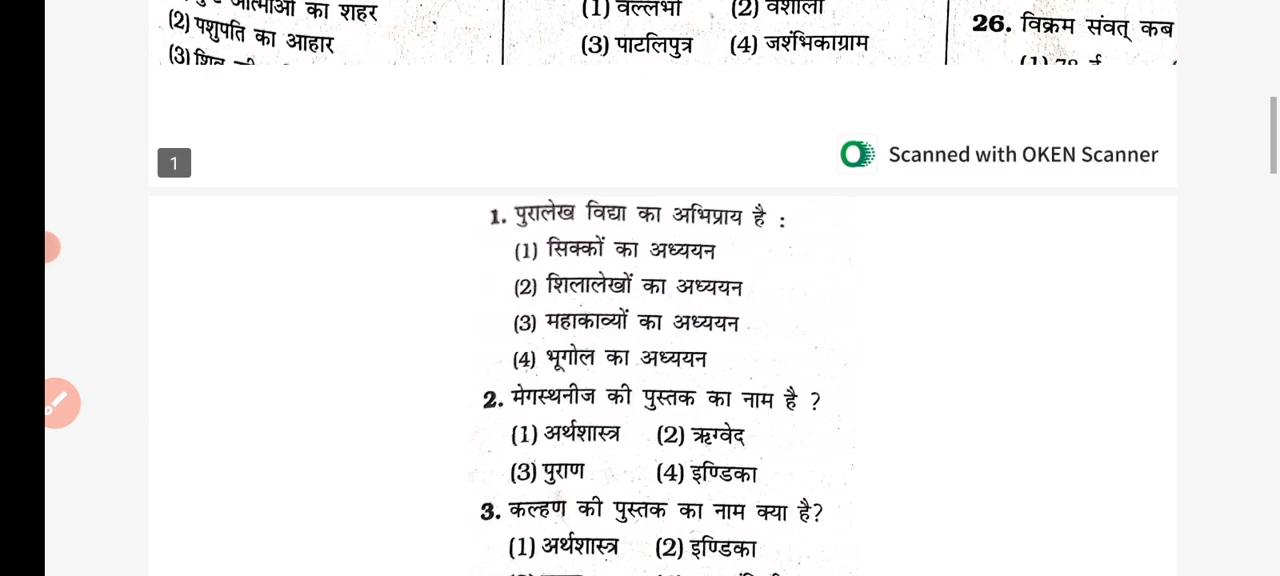 आत्माओं का शहर
(2) पशुपति का आहार
(1) वल्लभी (2) वैशाली
(3) पाटलिपुत्र (4) जशंभिकाग्राम
26. विक्रम संवत् कब
1
Scanned with OKEN Scanner
1. पुरालेख विद्या का अभिप्राय है :
(1) सिक्कों का अध्ययन
(2) शिलालेखों का अध्ययन
(3) महाकाव्यों का अध्ययन
(4) भूगोल का अध्ययन
2. मेगस्थनीज की पुस्तक का नाम है ?
(1) अर्थशास्त्र (2) ऋग्वेद
(3) पुराण (4) इण्डिका
3. कल्हण की पुस्तक का नाम क्या है?
(1) अर्थशास्त्र (2) इण्डिका